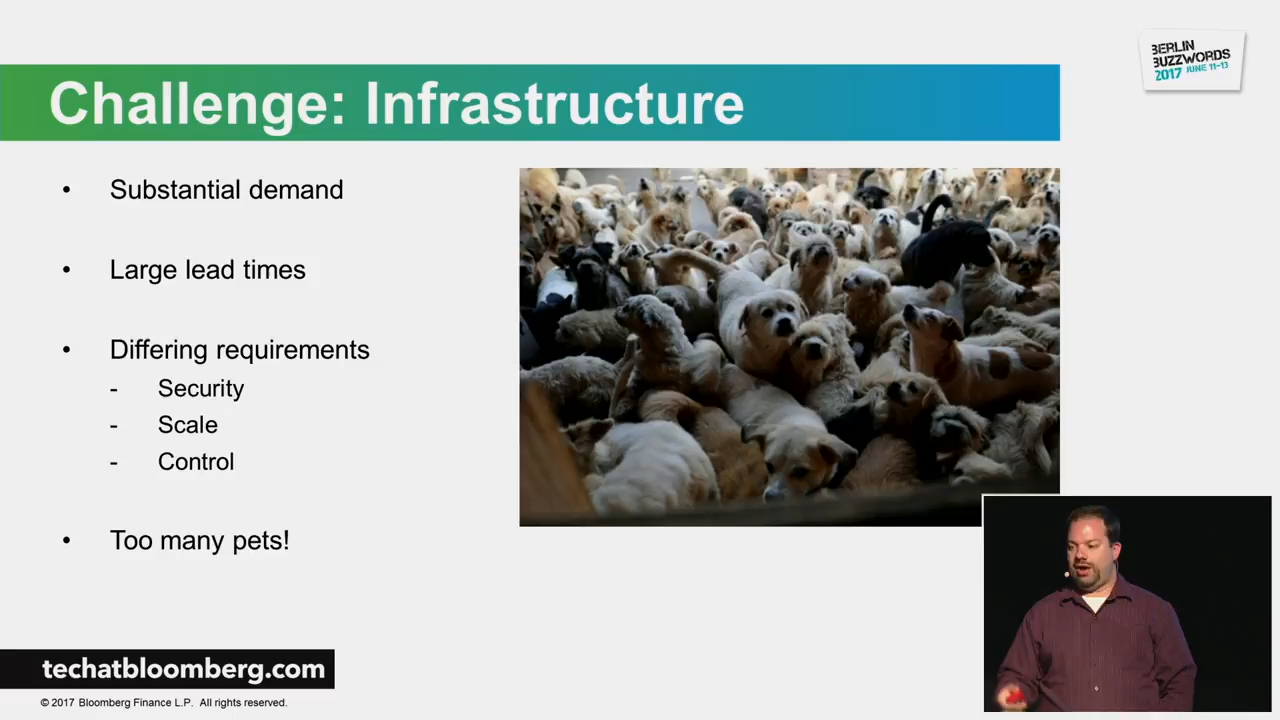 BERLIN
BUZZWORDS
2017 JUNE 11-13
Challenge: Infrastructure
• Substantial demand
• Large lead times
• Differing requirements
- Security
- Scale
- Control
• Too many pets!
techatbloomberg.com
© 2017 Bloomberg Finance L.P. All rights reserved.